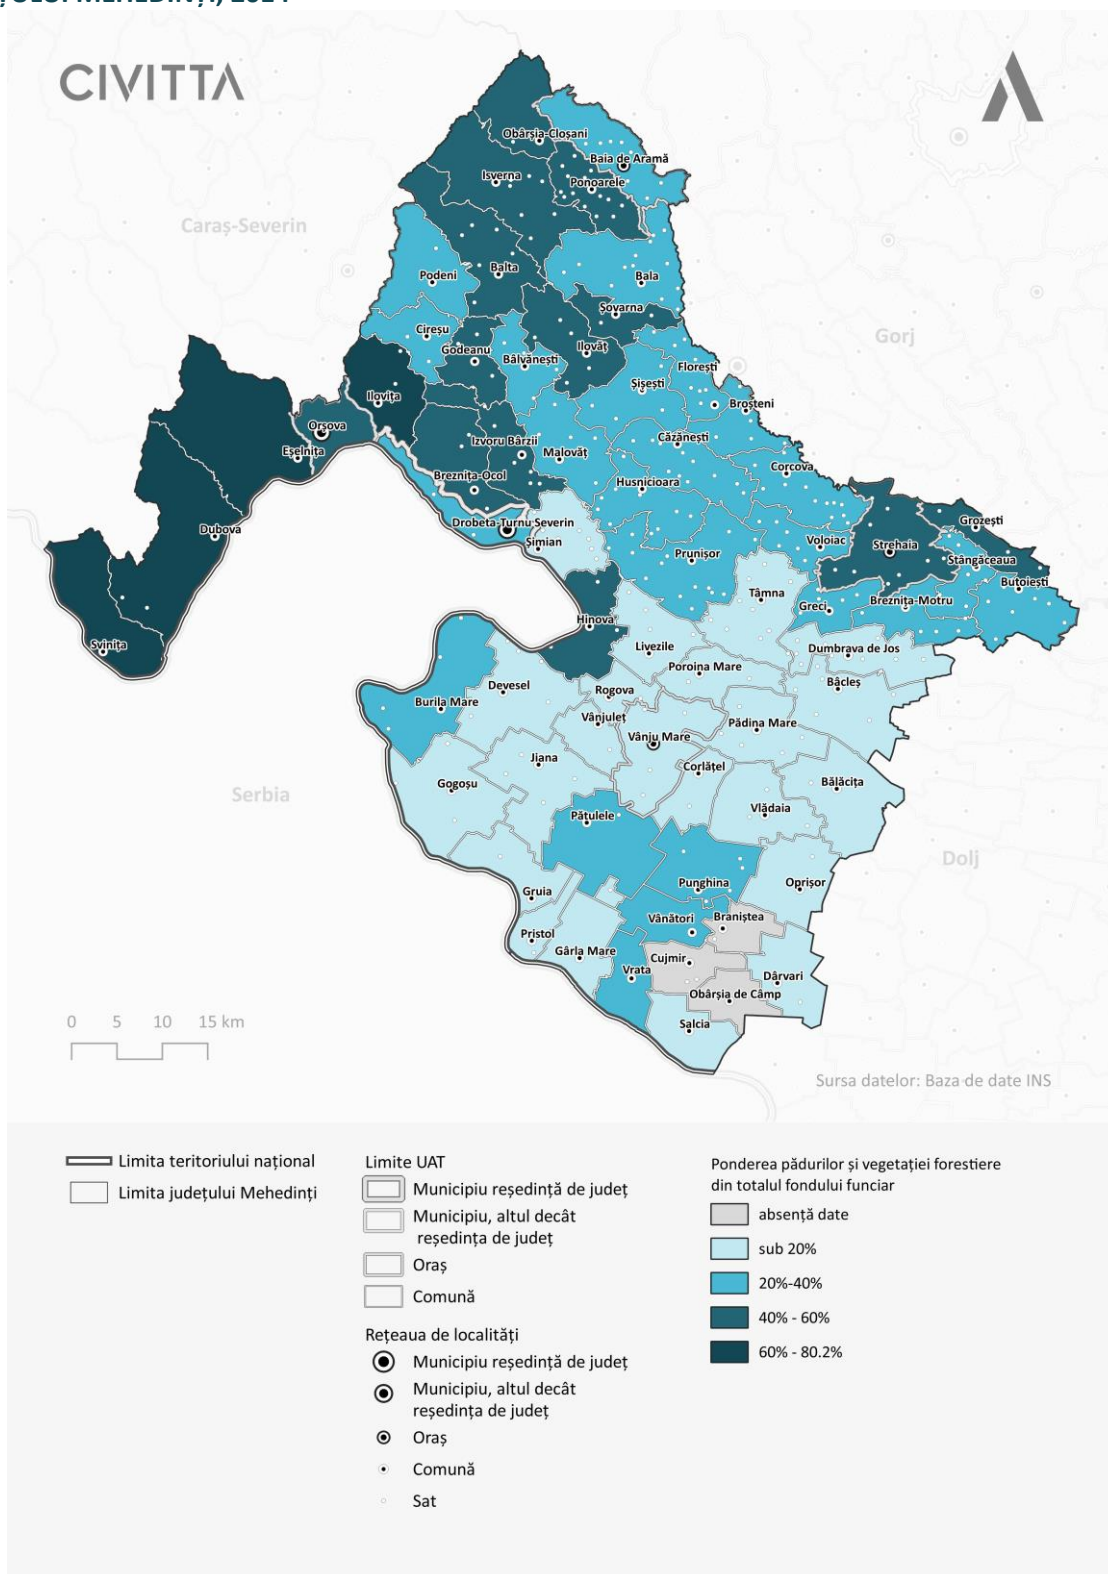 ȚULUI MEHEDINȚI, 2014
CIVITTA
Obârșia-Cloșani
Baia de Aramă
Isverna
Ponoarele
Caraș-Severin
Balta
Podeni
Bala
Șovarna
Gorj
Cireșu
Godeanu
Bâlvănești
Ilovăț
Florești
Șișești
Ilovița
Broșteni
Orșova
Eșelnița
Izvoru Bârzii
Căzănești
Malovăț
Corcova
Breznița-Ocol
Husnicioara
Grozești
Dubova
Drobeta-Turnu Severin
Șimian
Voloiac
Strehaia
Prunișor
Stângăceaua
Butoiești
Tâmna
Greci
Breznița-Motru
Hinova
Svinița
Livezile
Dumbrava de Jos
Poroina Mare
Devesel
Rogova
Bâcleș
Burila Mare
Vânjuleț
Pădina Mare
Vânju Mare
Jiana
Corlățel
Gogoșu
Bălăcița
Serbia
Vlădaia
Pătulele
Dolj
Punghina
Oprișor
Gruia
Vânători
Braniștea
Pristol
Gârla Mare
Cujmir
Vrata
Dârvari
Obârșia de Câmp
Salcia
0 5 10 15 km
Sursa datelor: Baza de date INS
Limita teritoriului național
Limita județului Mehedinți
Limite UAT
Municipiu reședință de județ
Municipiu, altul decât
reședința de județ
Oraș
Comună
Rețeaua de localități
Municipiu reședință de județ
Municipiu, altul decât
reședința de județ
Oraș
Comună
Sat
Ponderea pădurilor și vegetației forestiere
din totalul fondului funciar
absență date
sub 20%
20%-40%
40% - 60%
60% - 80.2%